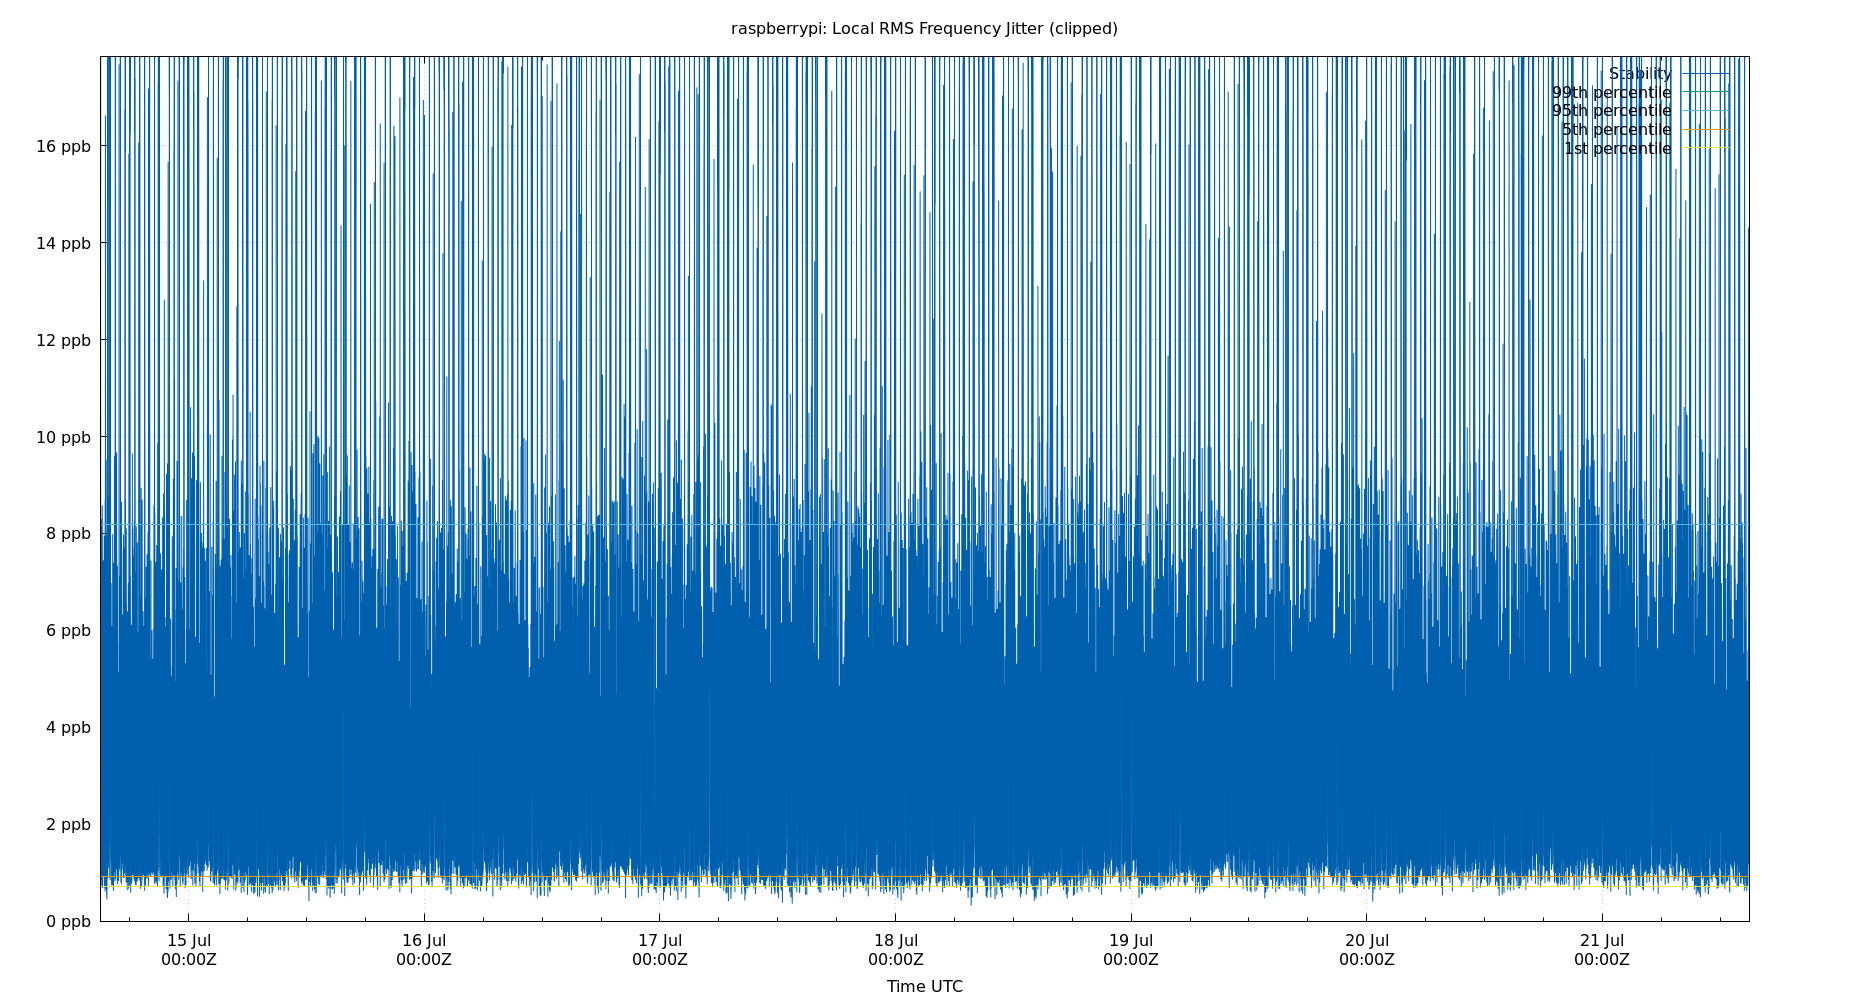 raspberrypi: Local RMS Frequency Jitter (clipped)
Stability
99th percentile
95th percentile
5th percentile
1st percentile
16 ppb
14 ppb
12 ppb
10 ppb
8 ppb
6 ppb
4 ppb
2 ppb
0 ppb
15 Jul 16 Jul 17 Jul 18 Jul 19 Jul 20 Jul 21 Jul
00:00Z 00:00Z 00:00Z 00:00Z 00:00Z 00:00Z 00:00Z
Time UTC